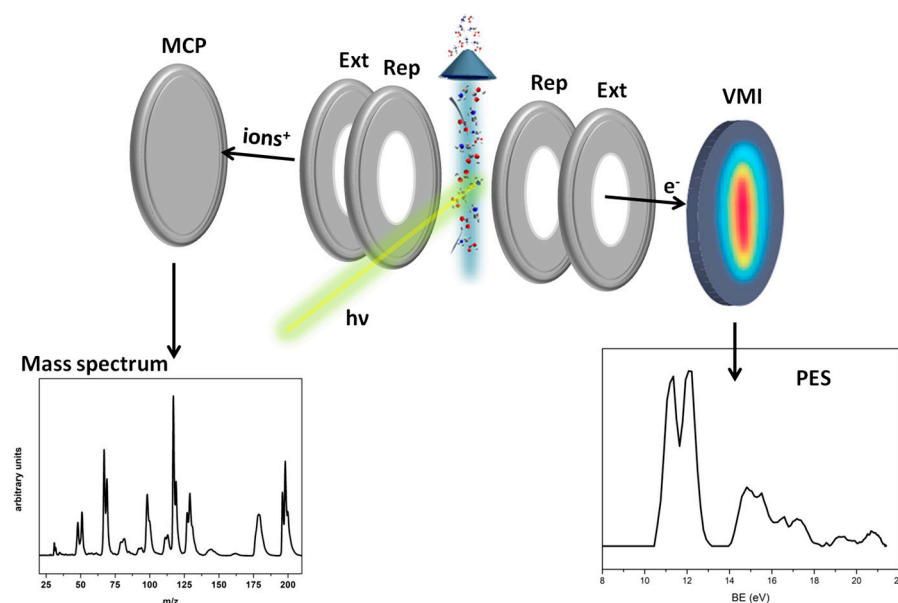 MCP
Ext
Rep
Rep
Ext
VMI
ions⁺
e⁻
hν
Mass spectrum
arbitrary units
25 50 75 100 125 150 175 200
m/z
PES
8 10 12 14 16 18 20 22
BE (eV)